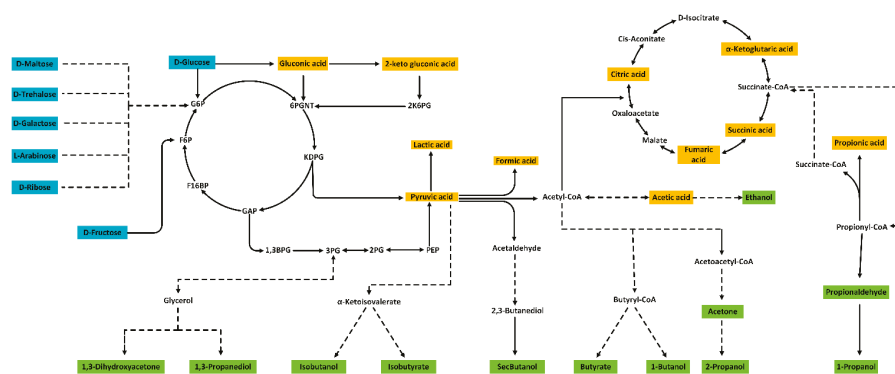 D-Isocitrate
Cis-Aconitate
α-Ketoglutaric acid
D-Maltose
D-Glucose
Gluconic acid
2-keto gluconic acid
Citric acid
Succinate-CoA
D-Trehalose
G6P
6PGNT
2K6PG
Oxaloacetate
D-Galactose
Succinic acid
F6P
Lactic acid
Malate
Fumaric
acid
Propionic acid
L-Arabinose
KDPG
Formic acid
Succinate-CoA
D-Ribose
F16BP
Pyruvic acid
Acetyl-CoA
Acetic acid
Ethanol
GAP
D-Fructose
Propionyl-CoA
1,3BPG
3PG
2PG
PEP
Acetaldehyde
Acetoacetyl-CoA
Glycerol
α-Ketoisovalerate
Butyryl-CoA
Propionaldehyde
2,3-Butanediol
Acetone
1,3-Dihydroxyacetone
1,3-Propanediol
Isobutanol
Isobutyrate
SecButanol
Butyrate
1-Butanol
2-Propanol
1-Propanol